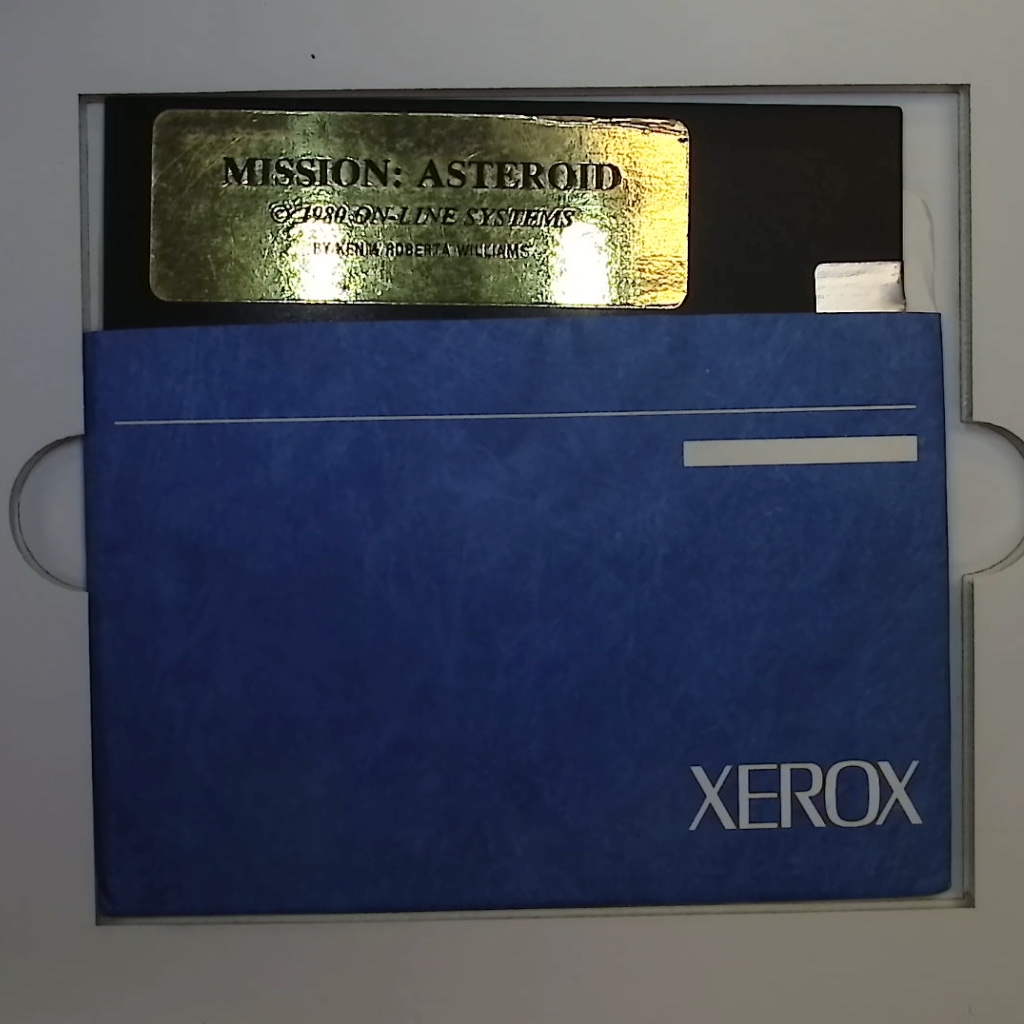 MISSION: ASTEROID
© 1980 ON-LINE SYSTEMS
BY KEN & ROBERTA WILLIAMS
XEROX